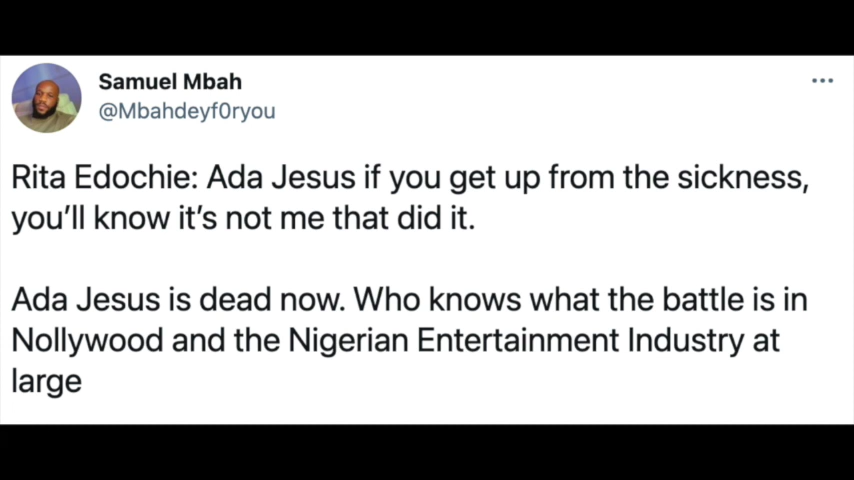 Samuel Mbah
@Mbahdeyf0ryou
Rita Edochie: Ada Jesus if you get up from the sickness,
you’ll know it’s not me that did it.
Ada Jesus is dead now. Who knows what the battle is in
Nollywood and the Nigerian Entertainment Industry at
large